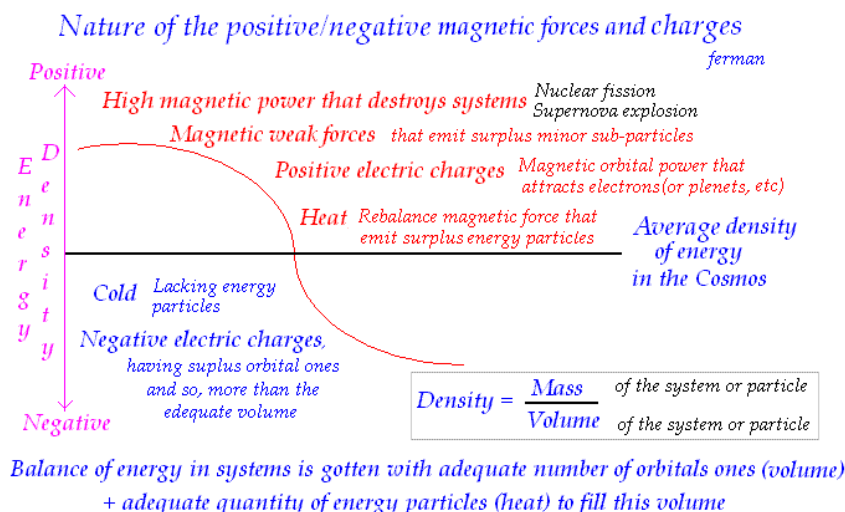 Nature of the positive/negative magnetic forces and charges
ferman
Positive
High magnetic power that destroys systems
Nuclear fission
Supernova explosion
Magnetic weak forces that emit surplus minor sub-particles
Positive electric charges
Magnetic orbital power that
attracts electrons(or plenets, etc)
Heat
Rebalance magnetic force that
emit surplus energy particles
Energy
Density
Average density
of energy
in the Cosmos
Cold
Lacking energy
particles
Negative electric charges,
having suplus orbital ones
and so, more than the
edequate volume
Negative
Density = Mass
Volume
of the system or particle
of the system or particle
Balance of energy in systems is gotten with adequate number of orbitals ones (volume)
+ adequate quantity of energy particles (heat) to fill this volume